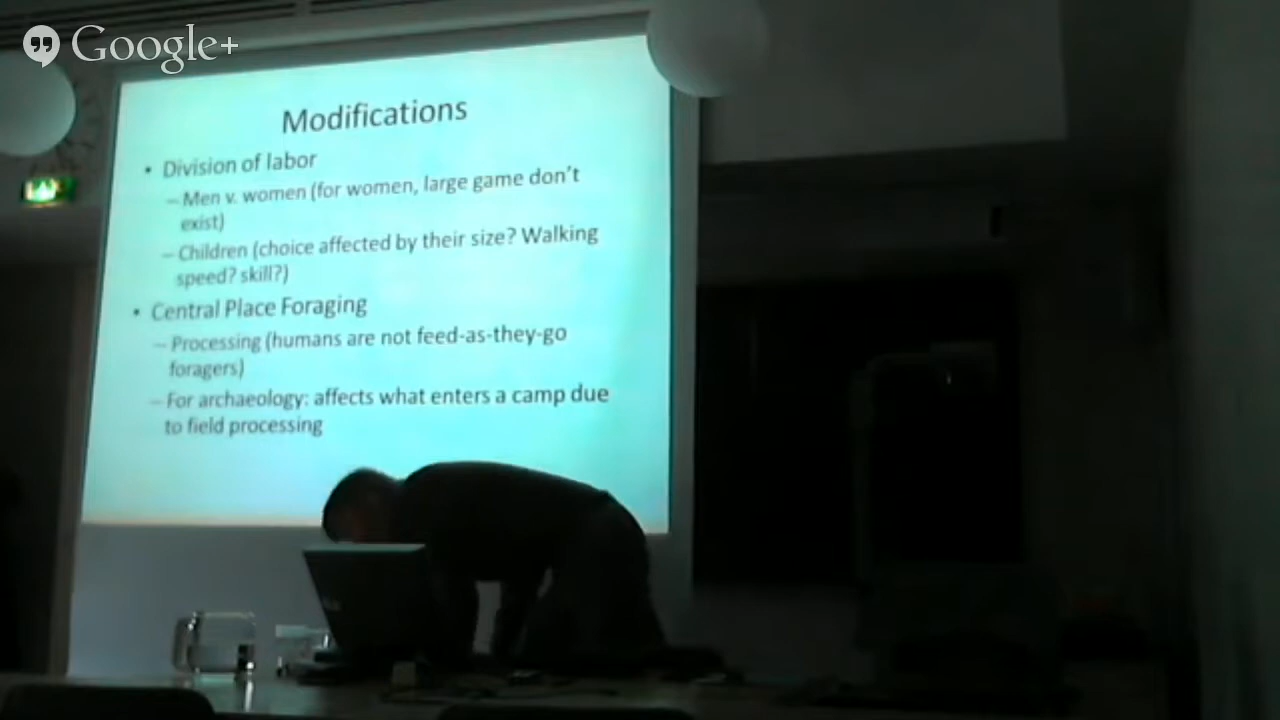 Google+
Modifications
• Division of labor
– Men v. women (for women, large game don't
exist)
– Children (choice affected by their size? Walking
speed? skill?)
• Central Place Foraging
– Processing (humans are not feed-as-they-go
foragers)
– For archaeology: affects what enters a camp due
to field processing